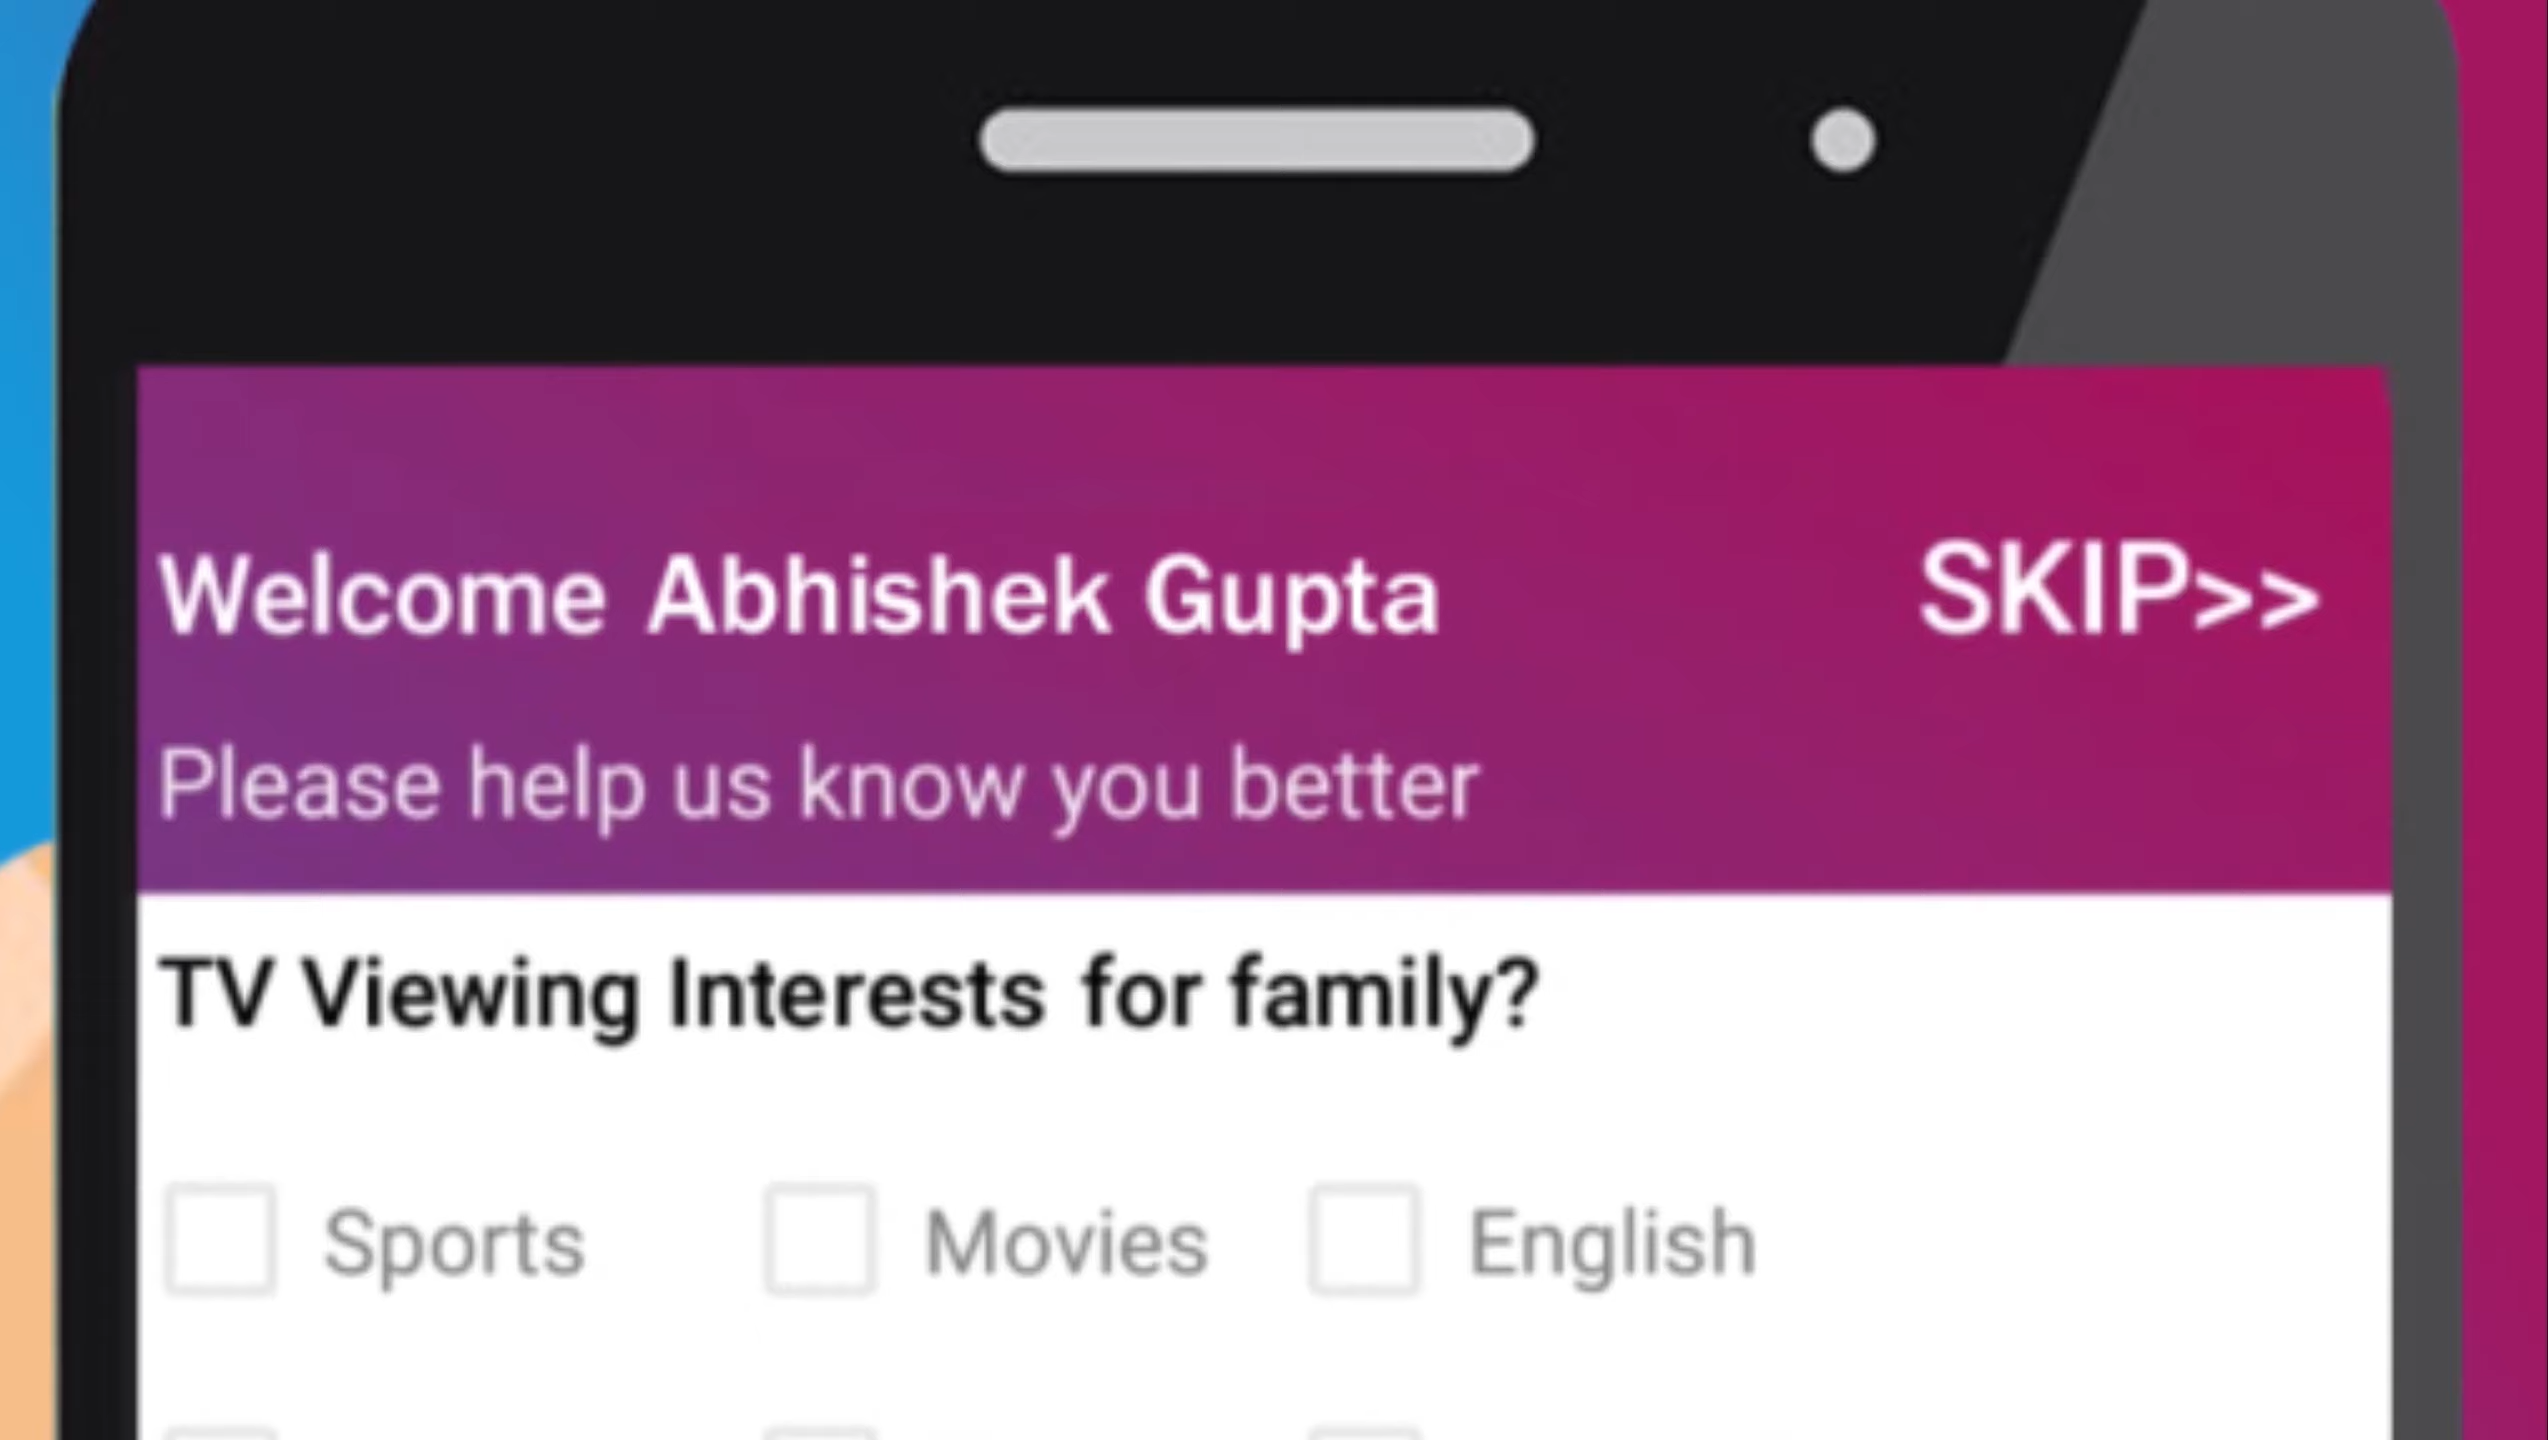 Welcome Abhishek Gupta
SKIP>>
Please help us know you better
TV Viewing Interests for family?
Sports
Movies
English